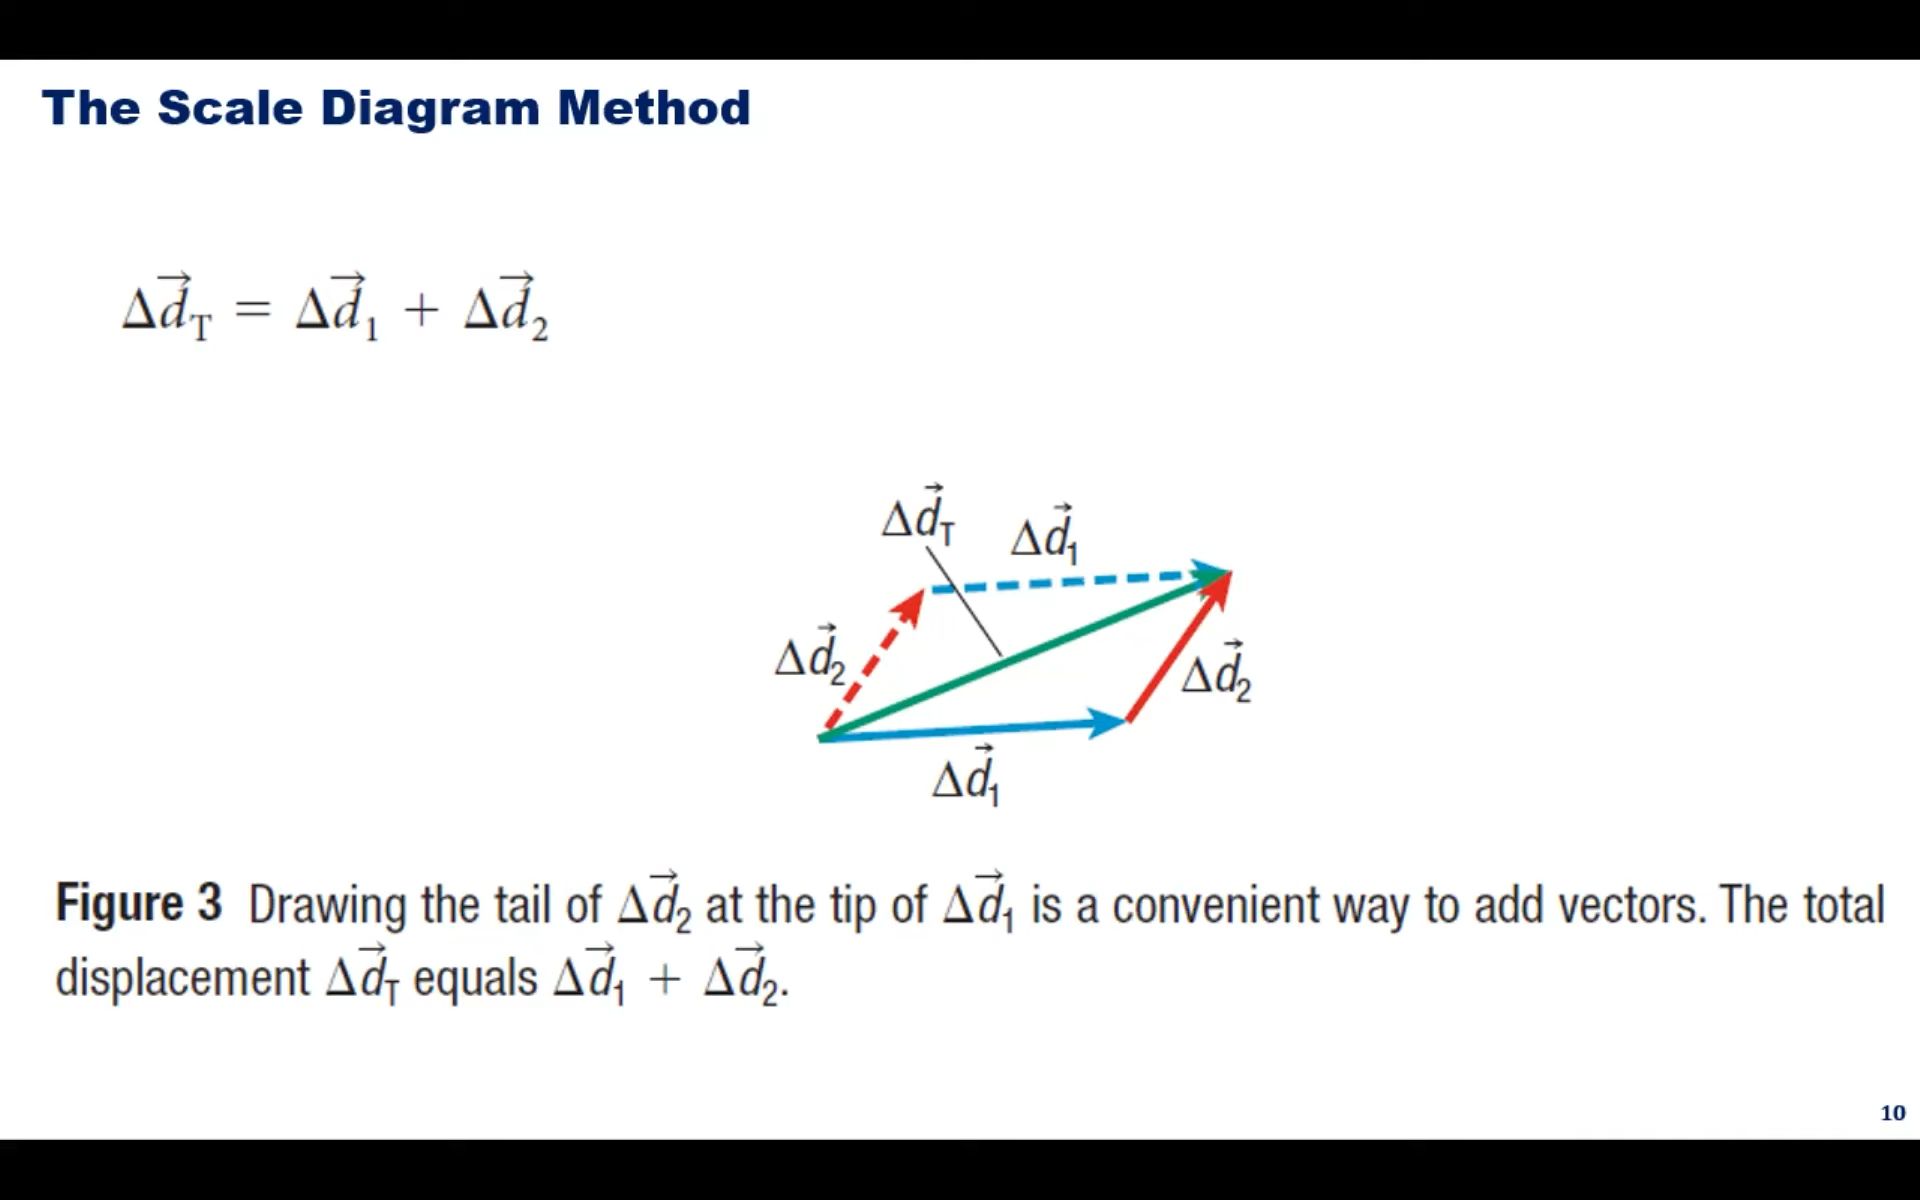 The Scale Diagram Method
Δd⃗T = Δd⃗1 + Δd⃗2
Δd⃗T
Δd⃗1
Δd⃗2
Δd⃗2
Δd⃗1
Figure 3 Drawing the tail of Δd⃗2 at the tip of Δd⃗1 is a convenient way to add vectors. The total
displacement Δd⃗T equals Δd⃗1 + Δd⃗2.
10